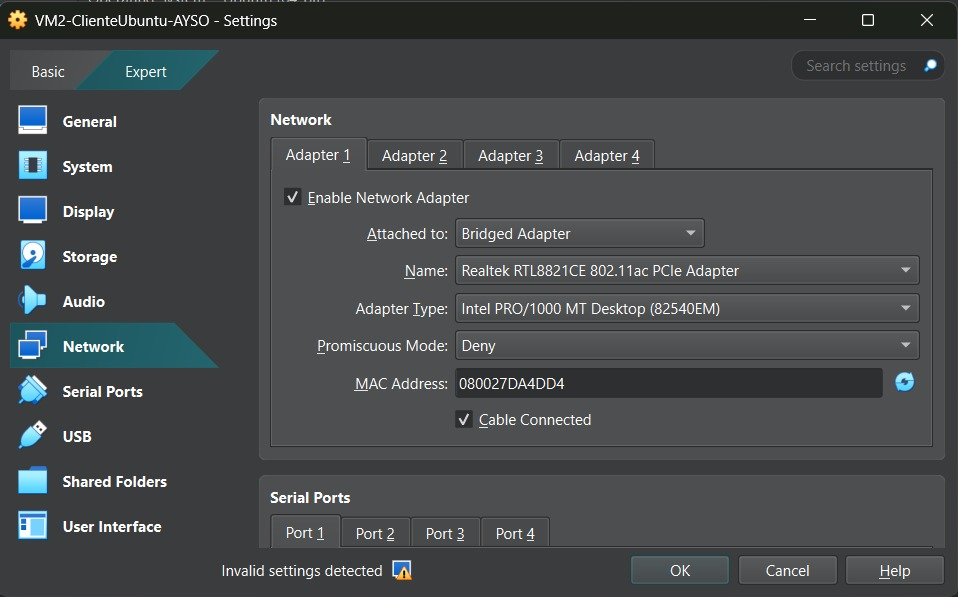 VM2-ClienteUbuntu-AYSO - Settings
Basic
Expert
Search settings
General
System
Display
Storage
Audio
Network
Serial Ports
USB
Shared Folders
User Interface
Network
Adapter 1
Adapter 2
Adapter 3
Adapter 4
Enable Network Adapter
Attached to: Bridged Adapter
Name: Realtek RTL8821CE 802.11ac PCIe Adapter
Adapter Type: Intel PRO/1000 MT Desktop (82540EM)
Promiscuous Mode: Deny
MAC Address: 080027DA4DD4
Cable Connected
Serial Ports
Port 1
Port 2
Port 3
Port 4
Invalid settings detected
OK
Cancel
Help